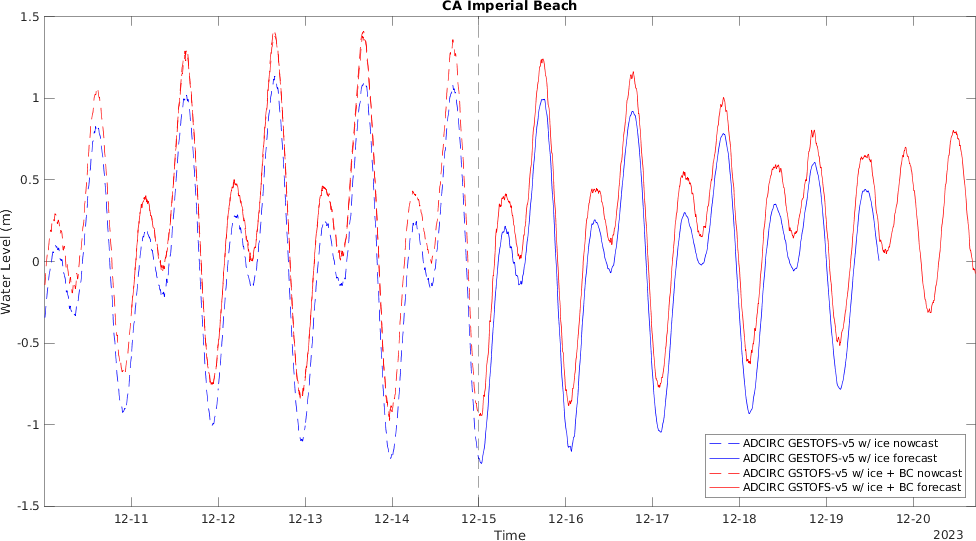 CA Imperial Beach
1.5
1
0.5
0
-0.5
-1
-1.5
Water Level (m)
12-11
12-12
12-13
12-14
12-15
12-16
12-17
12-18
12-19
12-20
Time
2023
ADCIRC GESTOFS-v5 w/ ice nowcast
ADCIRC GESTOFS-v5 w/ ice forecast
ADCIRC GSTOFS-v5 w/ ice + BC nowcast
ADCIRC GSTOFS-v5 w/ ice + BC forecast